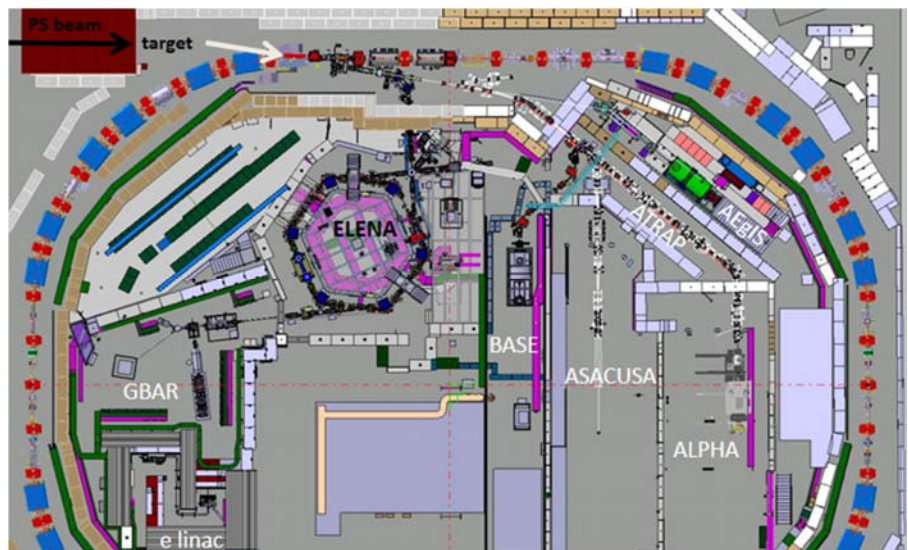 PS beam
target
ELENA
ATRAP
AEgIS
BASE
GBAR
ASACUSA
ALPHA
e linac